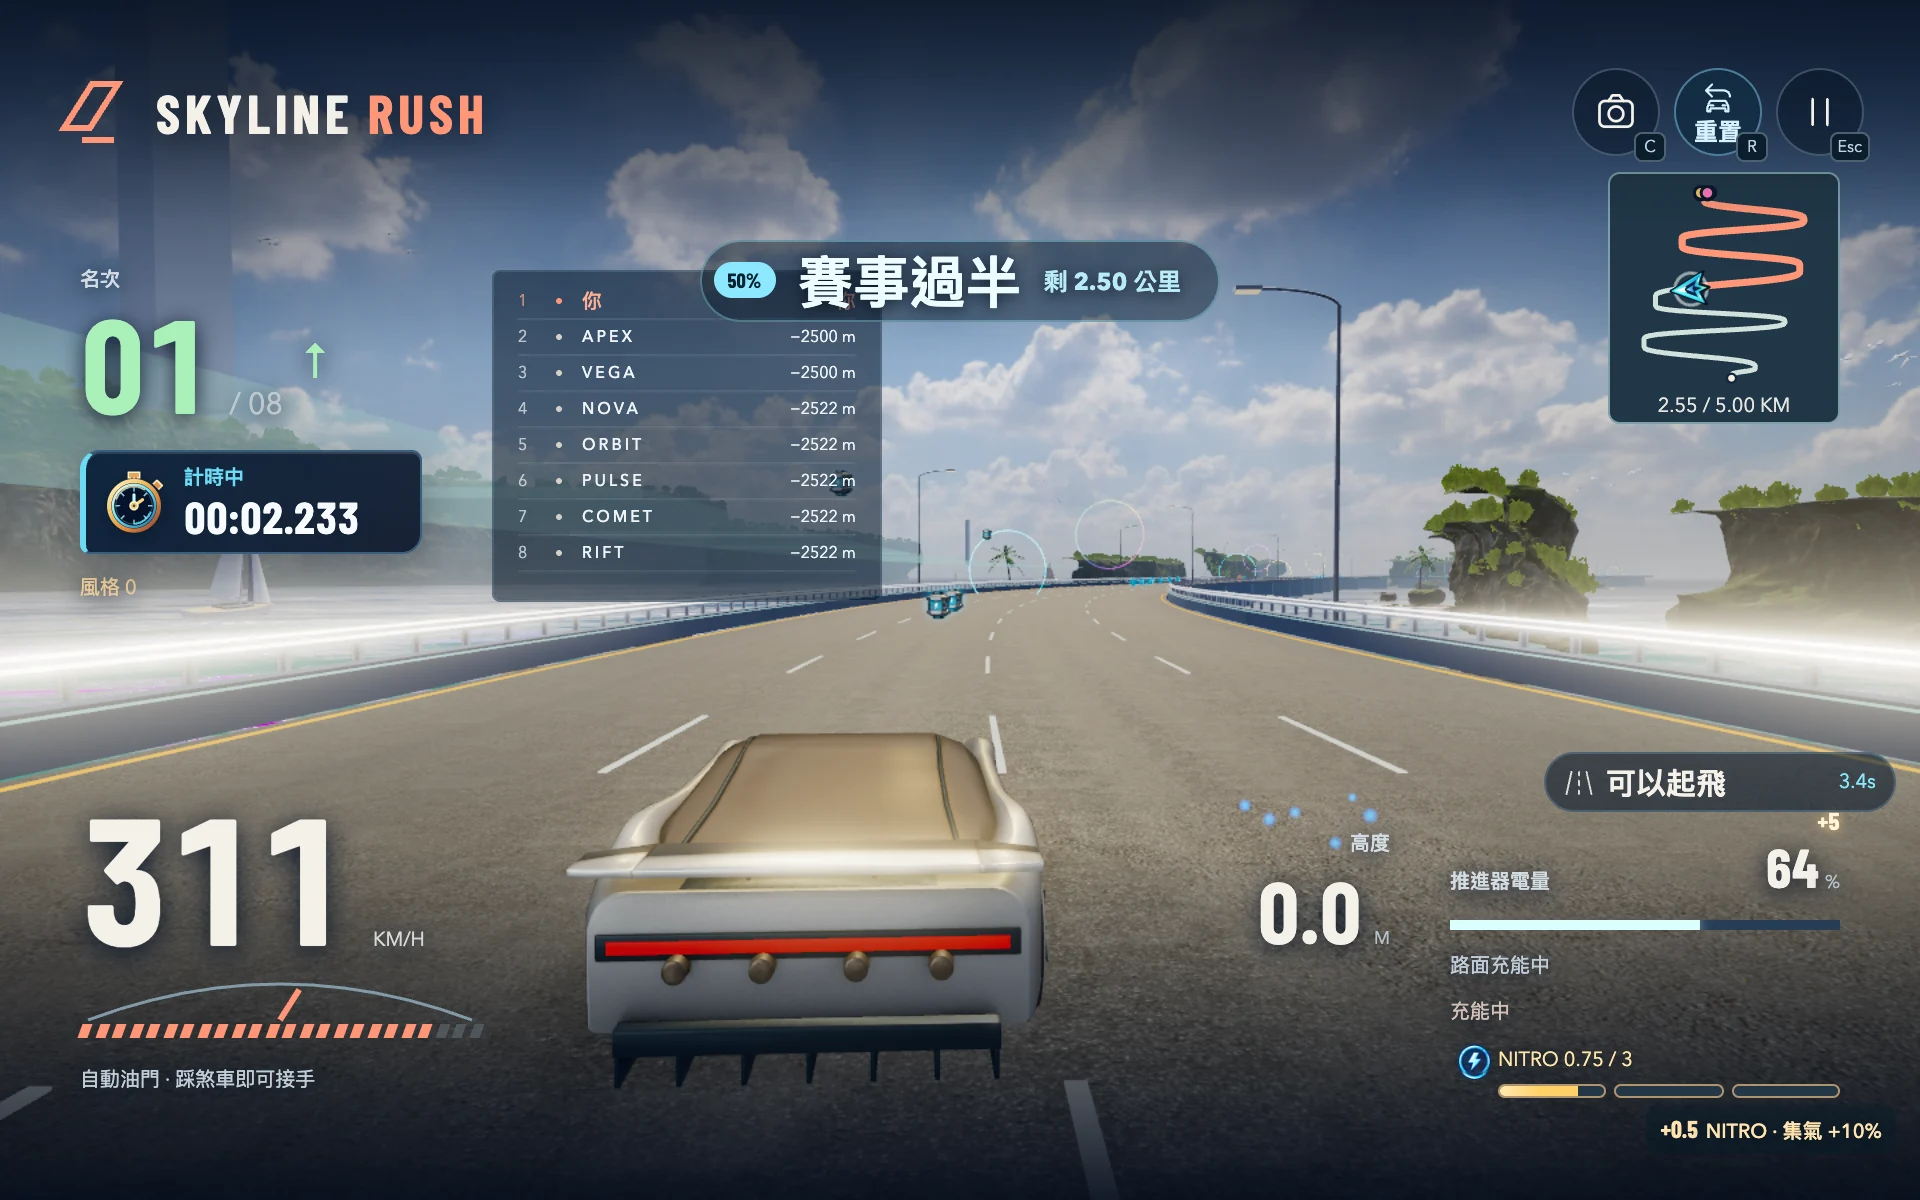 SKYLINE RUSH
重置
C
R
Esc
50% 賽事過半 剩 2.50 公里
名次
01 / 08
1 你
2 APEX −2500 m
3 VEGA −2500 m
4 NOVA −2522 m
5 ORBIT −2522 m
6 PULSE −2522 m
7 COMET −2522 m
8 RIFT −2522 m
2.55 / 5.00 KM
計時中
00:02.233
風格 0
可以起飛 3.4s
+5
311 KM/H
自動油門 · 踩煞車即可接手
高度
0.0 M
推進器電量 64 %
路面充能中
充能中
NITRO 0.75 / 3
+0.5 NITRO · 集氣 +10%